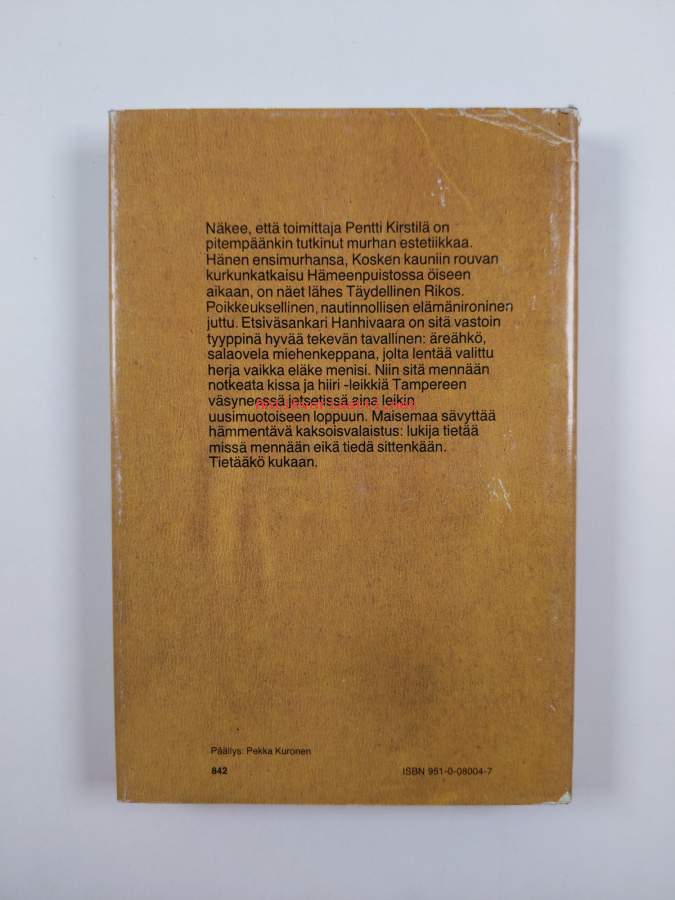 Näkee, että toimittaja Pentti Kirstilä on
pitempäänkin tutkinut murhan estetiikkaa.
Hänen ensimurhansa, Kosken kauniin rouvan
kurkunkatkaisu Hämeenpuistossa öiseen
aikaan, on näet lähes Täydellinen Rikos.
Poikkeuksellinen, nautinnollisen elämänironinen
juttu. Etsiväsankari Hanhivaara on sitä vastoin
tyyppinä hyvää tekevän tavallinen: äreähkö,
salaovela miehenkeppana, jolta lentää valittu
herja vaikka eläke menisi. Niin sitä mennään
notkeata kissa ja hiiri -leikkiä Tampereen
väsyneessä jetsetissä aina leikin
uusimuotoiseen loppuun. Maisemaa sävyttää
hämmentävä kaksoisvalaistus: lukija tietää
missä mennään eikä tiedä sittenkään.
Tietääkö kukaan.
Päällys: Pekka Kuronen
842 ISBN 951-0-08004-7